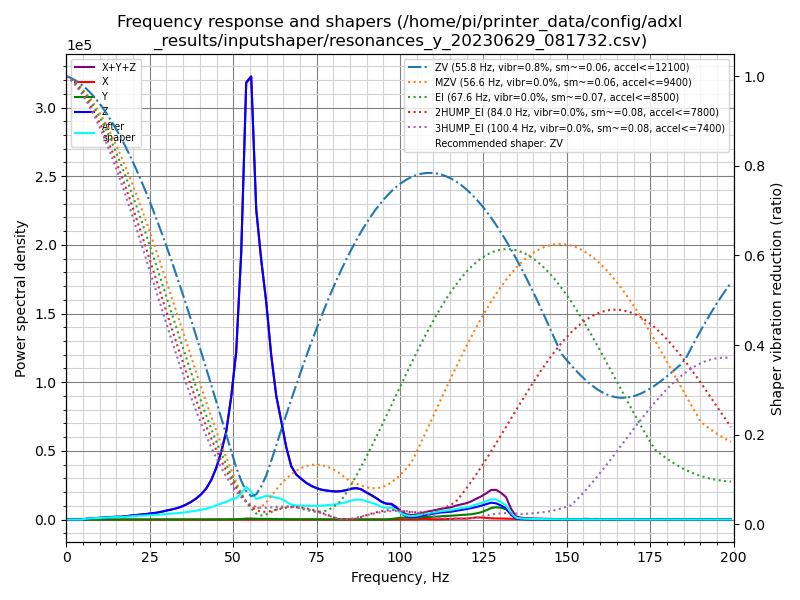 Frequency response and shapers (/home/pi/printer_data/config/adxl
_results/inputshaper/resonances_y_20230629_081732.csv)
1e5
X+Y+Z
X
Y
Z
After
shaper
ZV (55.8 Hz, vibr=0.8%, sm~=0.06, accel<=12100)
MZV (56.6 Hz, vibr=0.0%, sm~=0.06, accel<=9400)
EI (67.6 Hz, vibr=0.0%, sm~=0.07, accel<=8500)
2HUMP_EI (84.0 Hz, vibr=0.0%, sm~=0.08, accel<=7800)
3HUMP_EI (100.4 Hz, vibr=0.0%, sm~=0.08, accel<=7400)
Recommended shaper: ZV
Power spectral density
3.0
2.5
2.0
1.5
1.0
0.5
0.0
1.0
0.8
0.6
0.4
0.2
0.0
Shaper vibration reduction (ratio)
0 25 50 75 100 125 150 175 200
Frequency, Hz